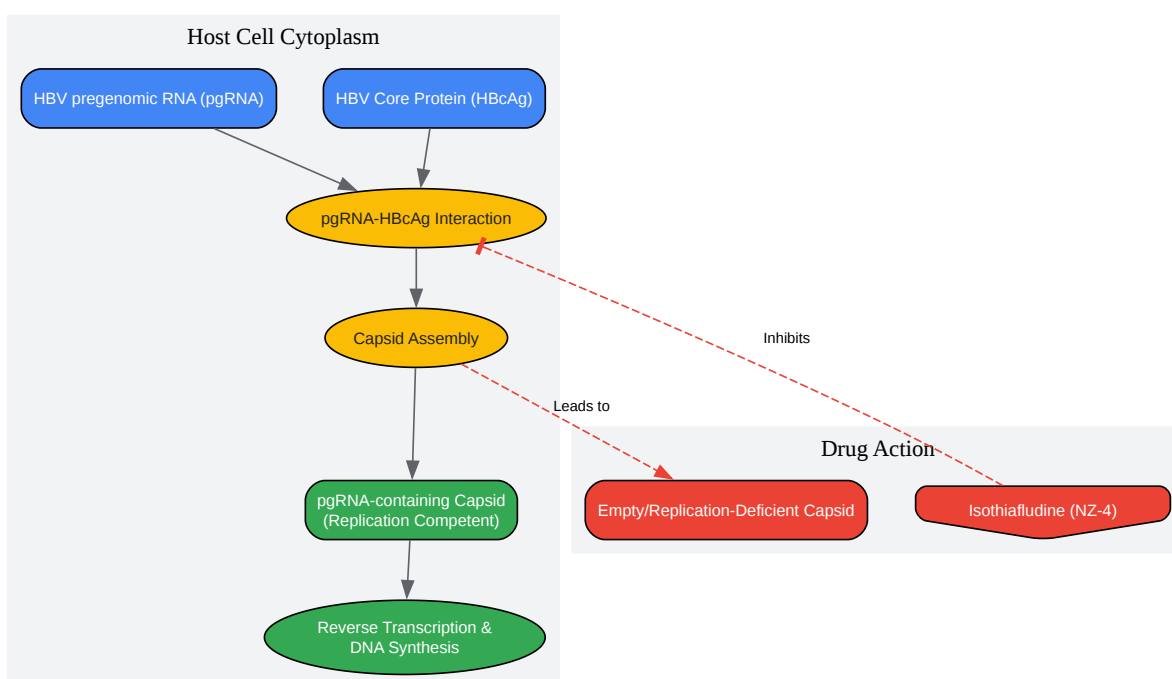 Host Cell Cytoplasm
HBV pregenomic RNA (pgRNA)
HBV Core Protein (HBcAg)
pgRNA-HBcAg Interaction
Capsid Assembly
Inhibits
Leads to
Drug Action
pgRNA-containing Capsid
(Replication Competent)
Empty/Replication-Deficient Capsid
Isothiafludine (NZ-4)
Reverse Transcription &
DNA Synthesis